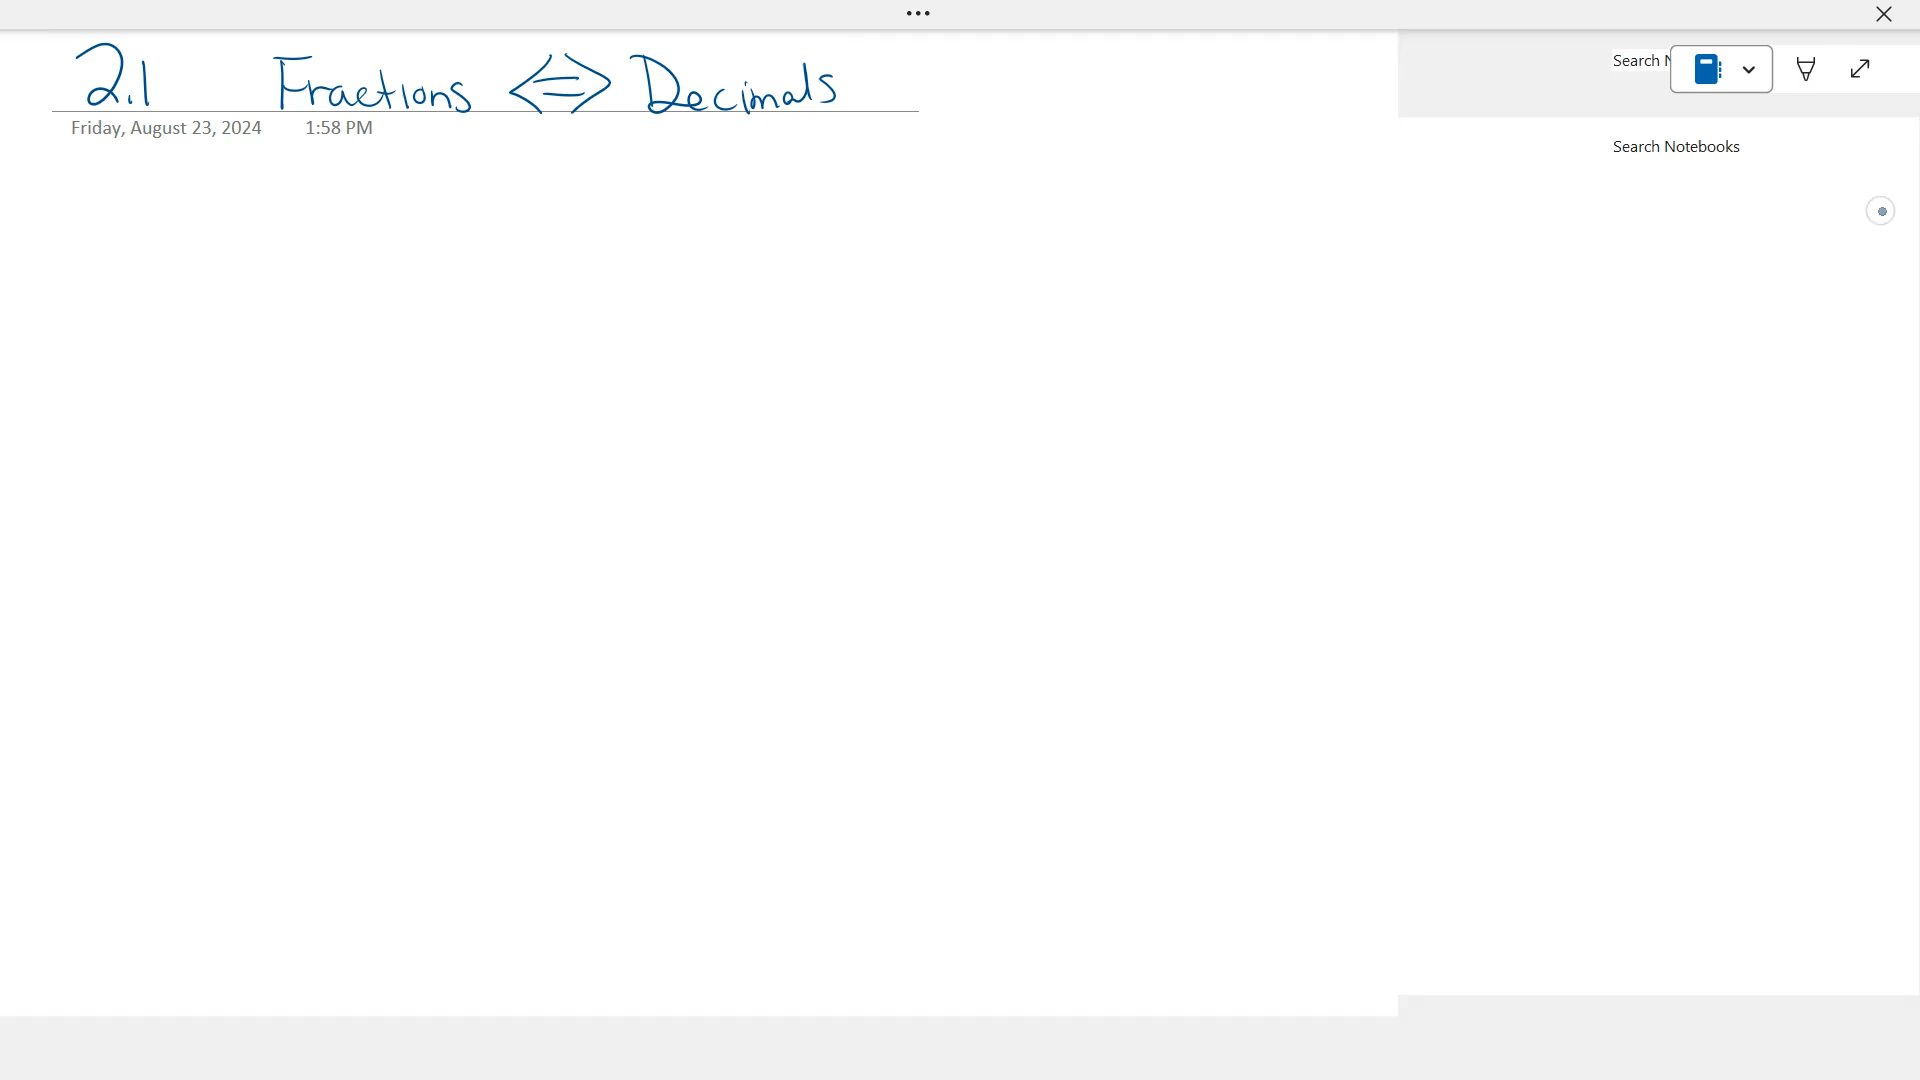 2.1 Fractions <=> Decimals
Friday, August 23, 2024 1:58 PM
Search N
Search Notebooks